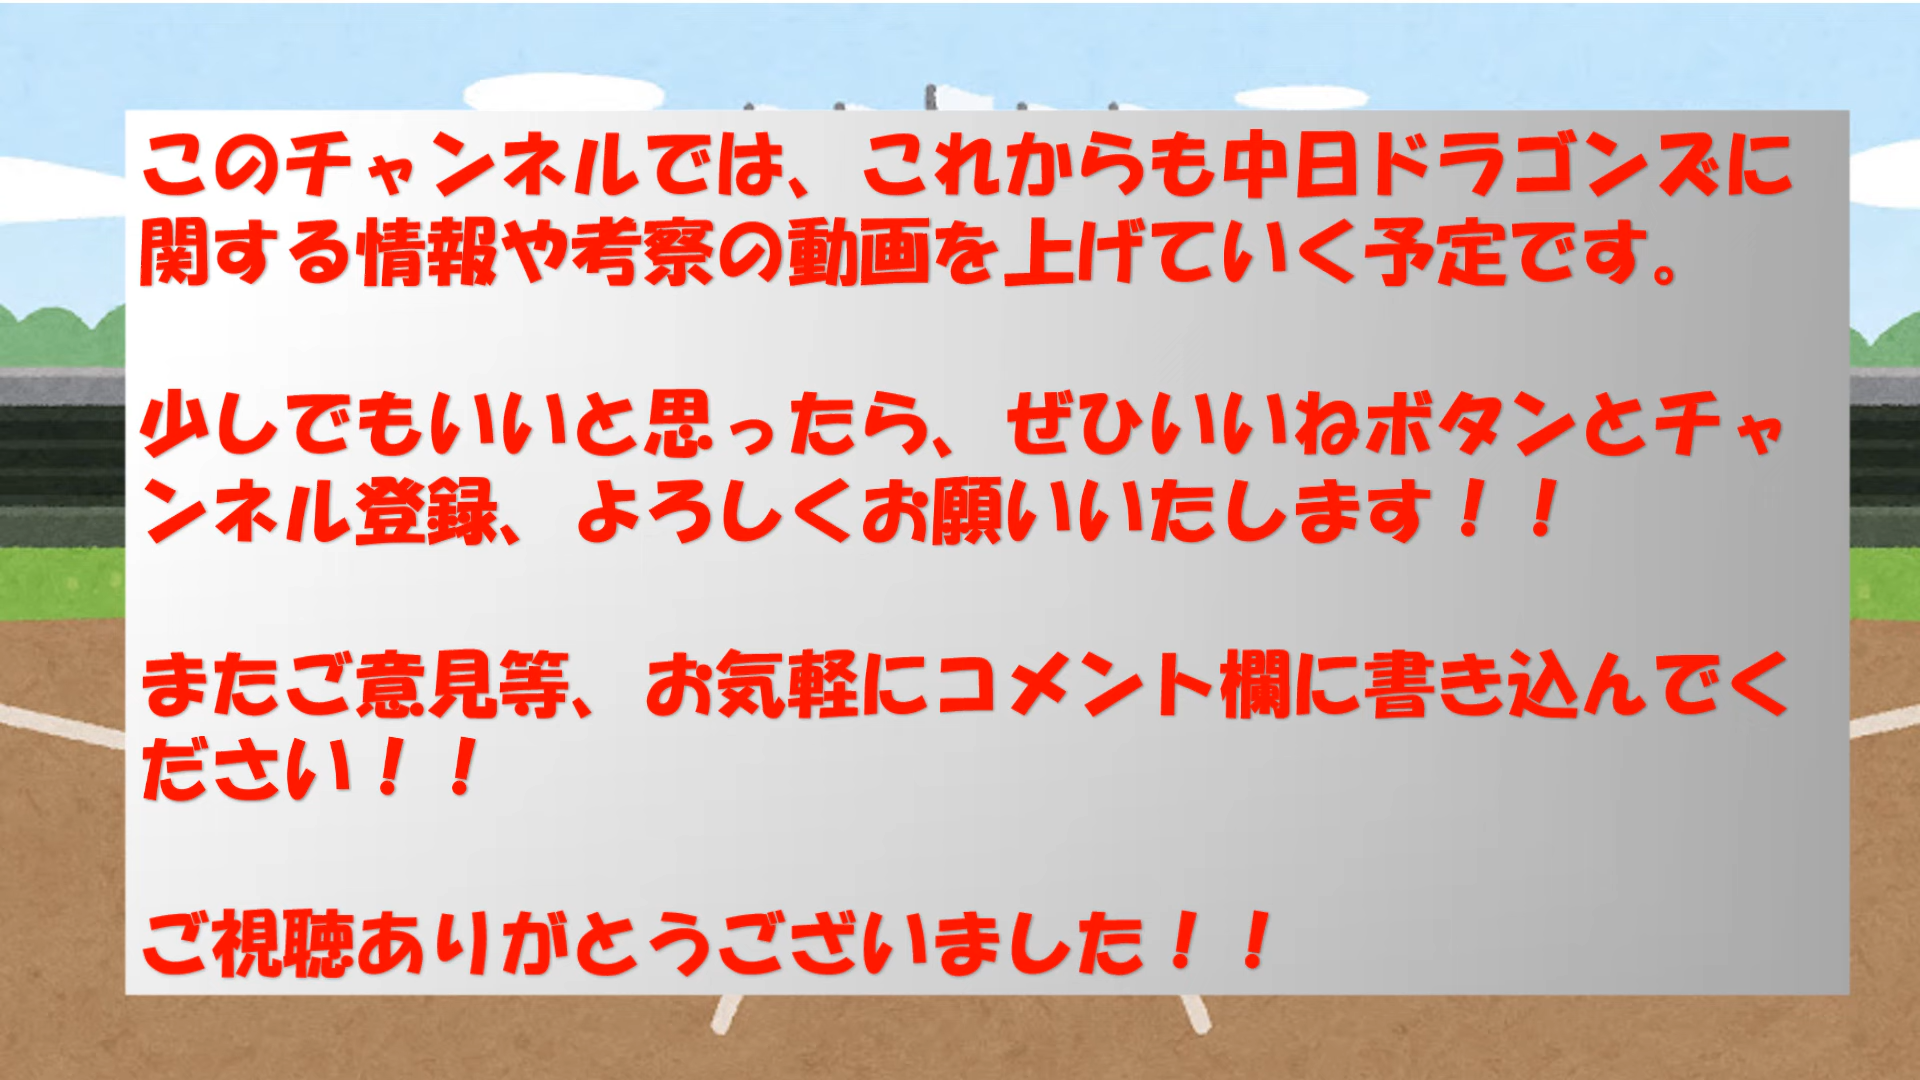 このチャンネルでは、これからも中日ドラゴンズに
関する情報や考察の動画を上げていく予定です。
少しでもいいと思ったら、ぜひいいねボタンとチャ
ンネル登録、よろしくお願いいたします！！
またご意見等、お気軽にコメント欄に書き込んでく
ださい！！
ご視聴ありがとうございました！！